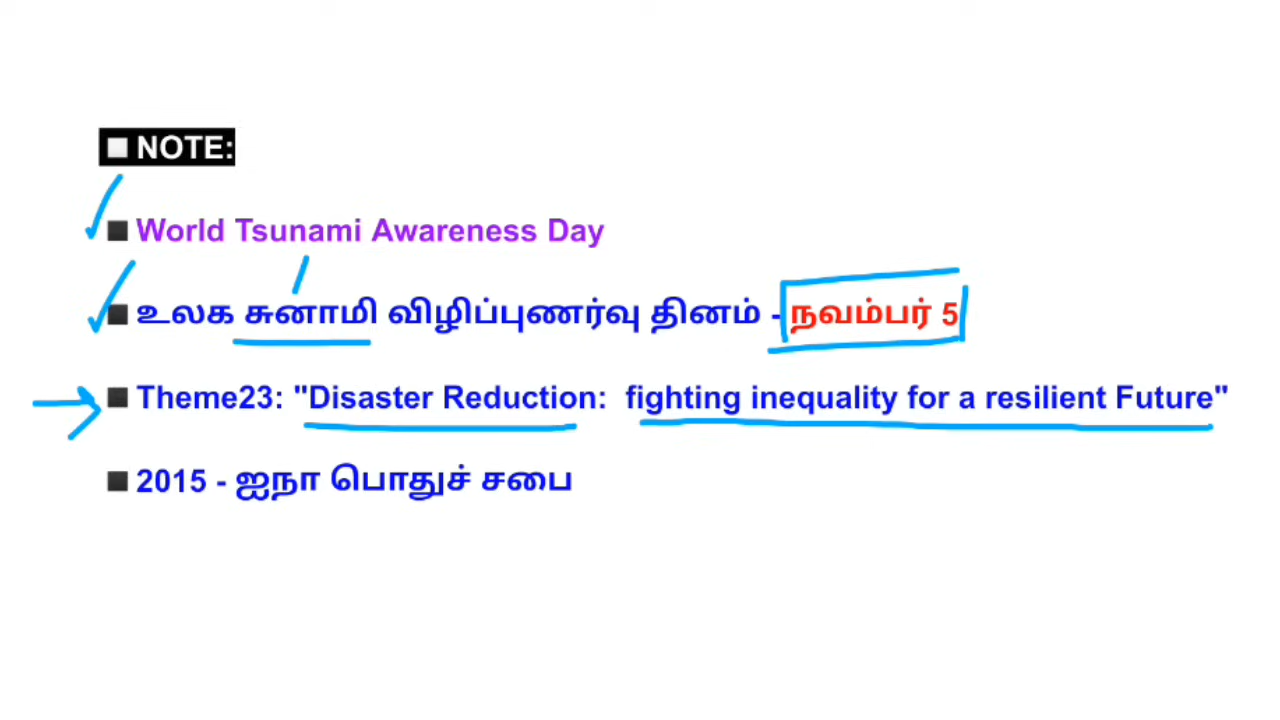 NOTE:
World Tsunami Awareness Day
உலக சுனாமி விழிப்புணர்வு தினம் - நவம்பர் 5
Theme23: "Disaster Reduction: fighting inequality for a resilient Future"
2015 - ஐநா பொதுச் சபை